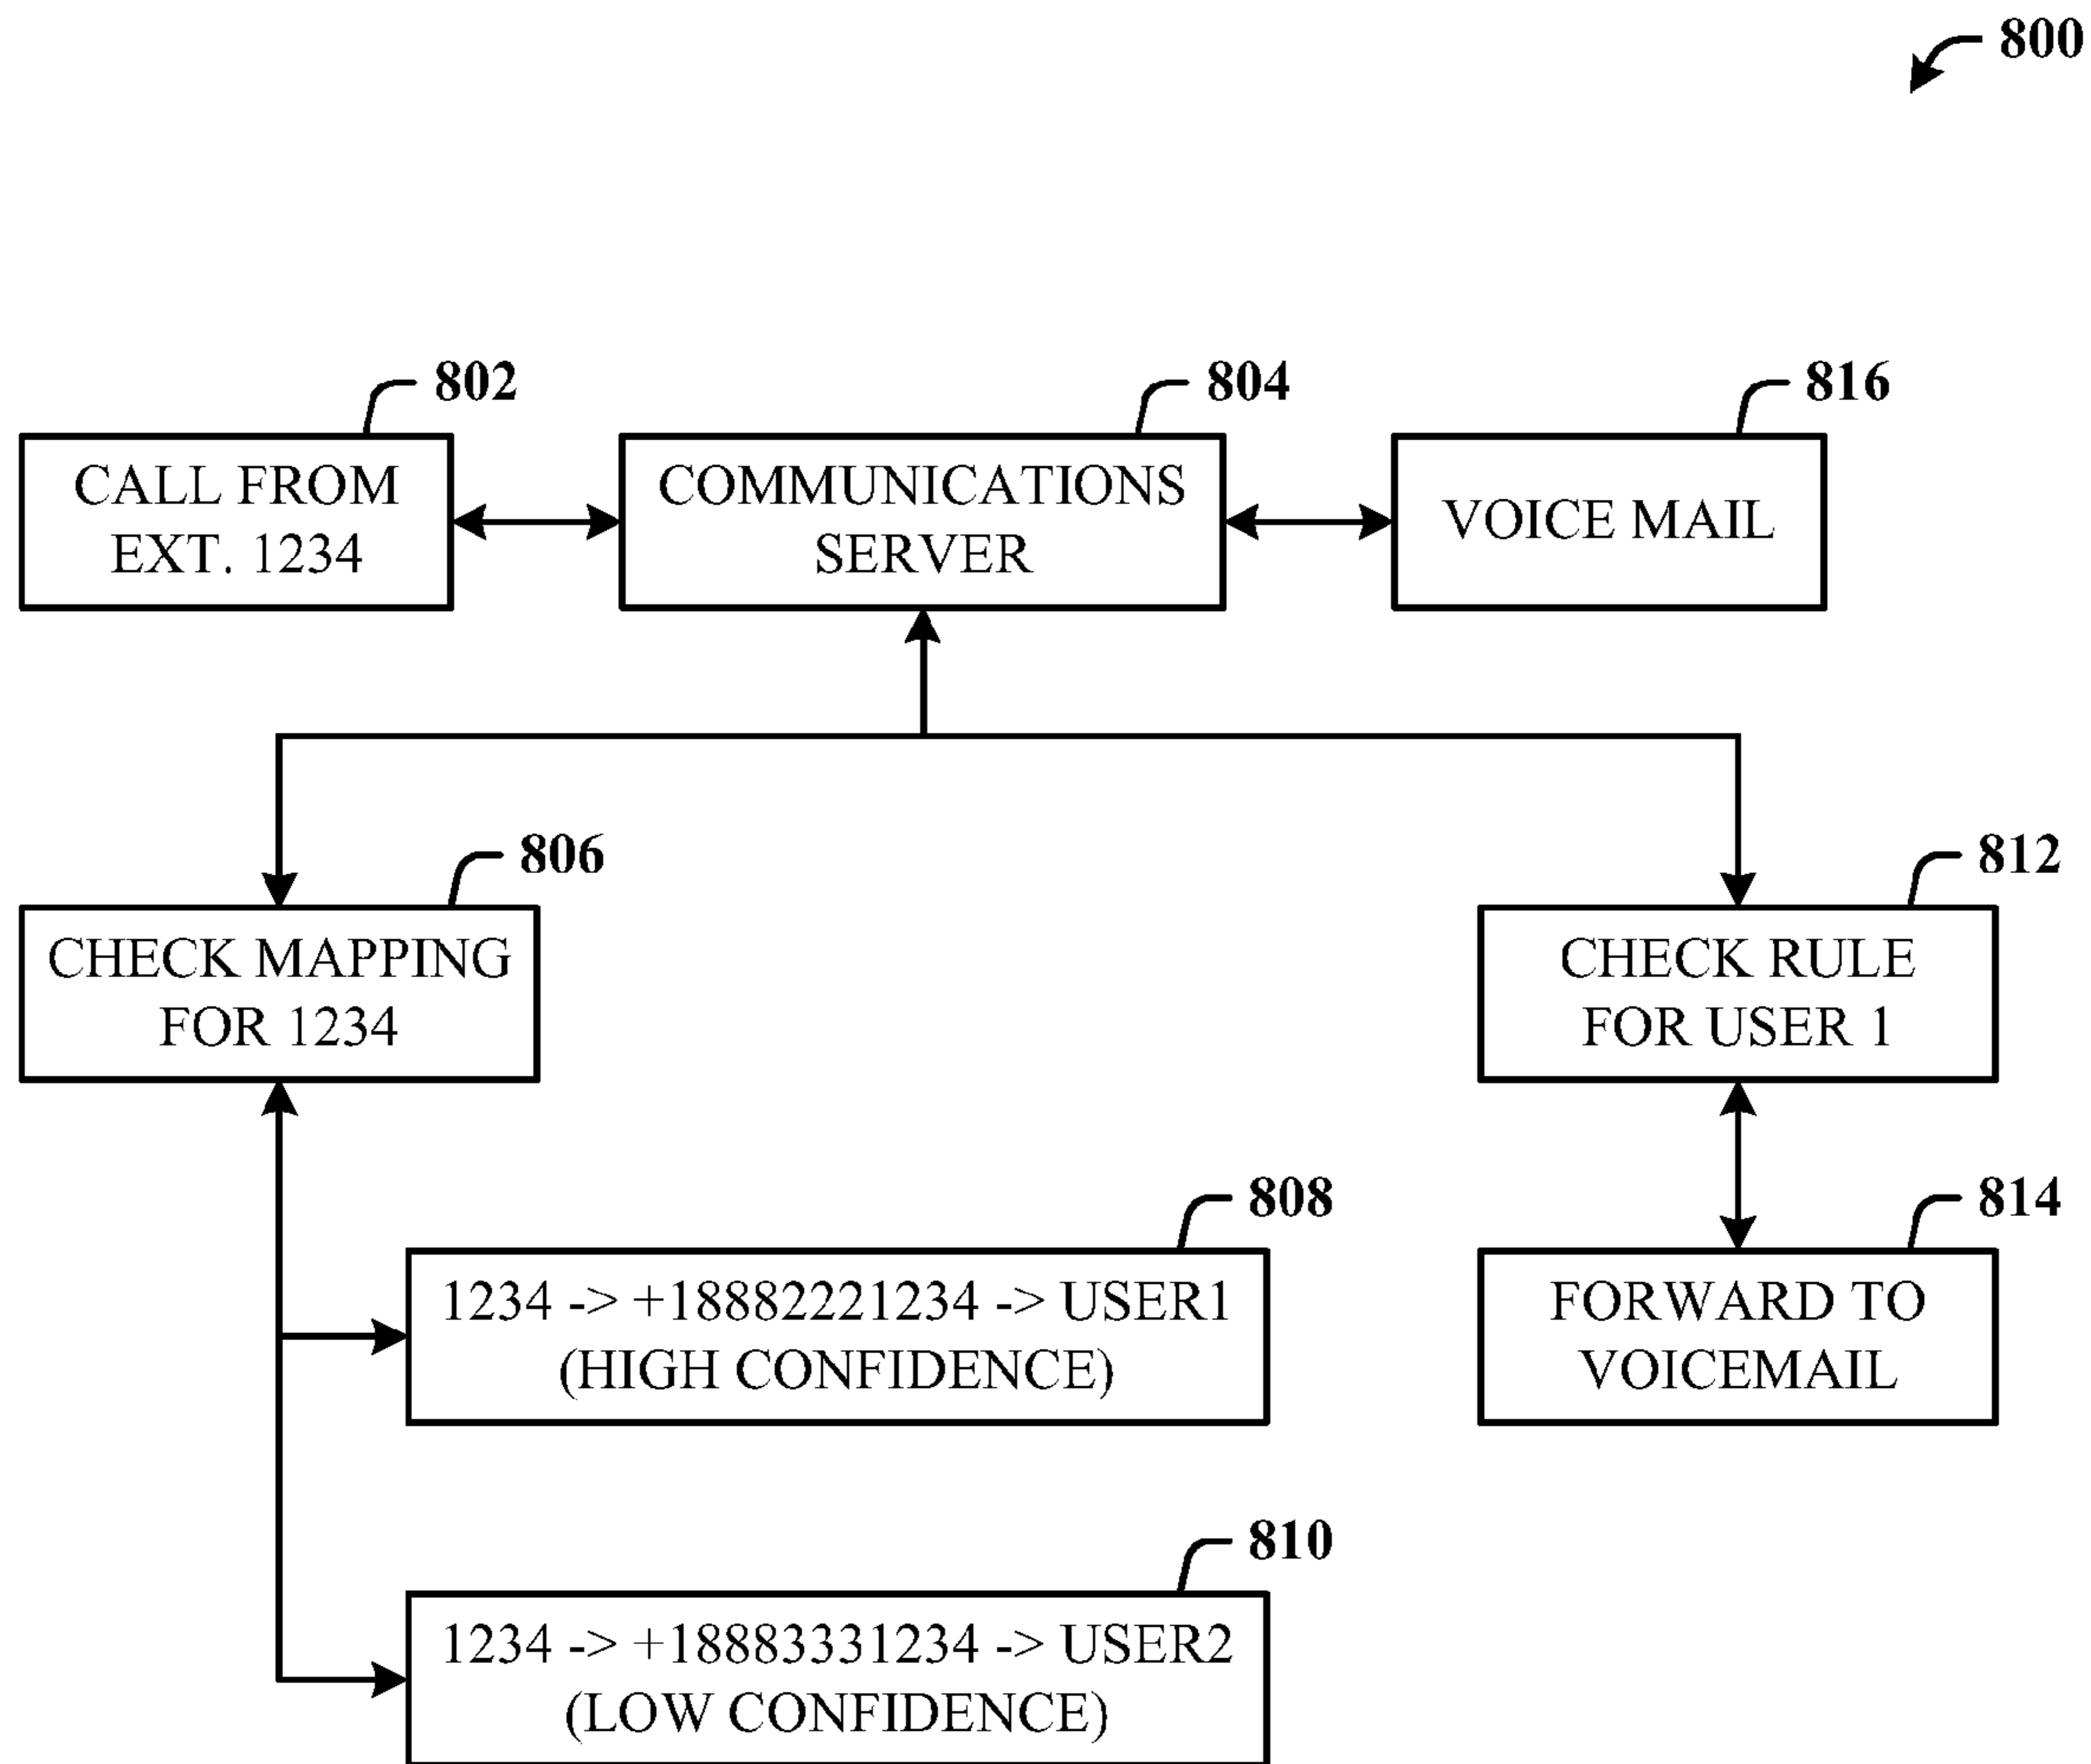 800
802
804
816
CALL FROM
EXT. 1234
COMMUNICATIONS
SERVER
VOICE MAIL
806
812
CHECK MAPPING
FOR 1234
CHECK RULE
FOR USER 1
808
814
1234 -> +18882221234 -> USER1
(HIGH CONFIDENCE)
FORWARD TO
VOICEMAIL
810
1234 -> +18883331234 -> USER2
(LOW CONFIDENCE)